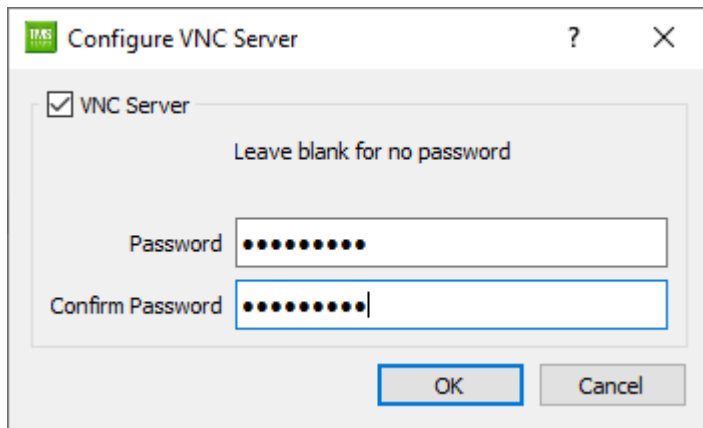 Configure VNC Server
VNC Server
Leave blank for no password
Password ●●●●●●●●●
Confirm Password ●●●●●●●●●
OK Cancel